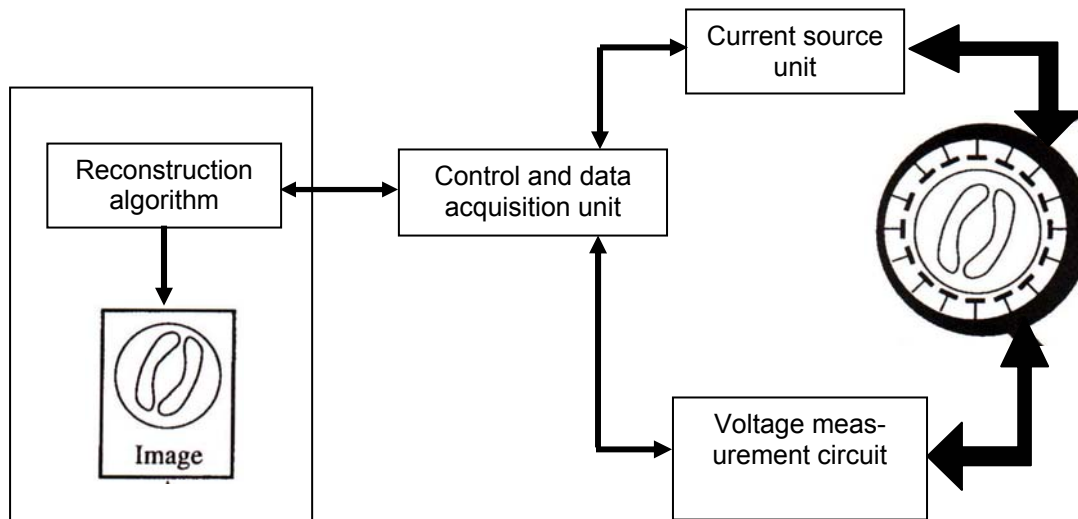 Current source
unit
Reconstruction
algorithm
Control and data
acquisition unit
Image
Voltage meas-
urement circuit